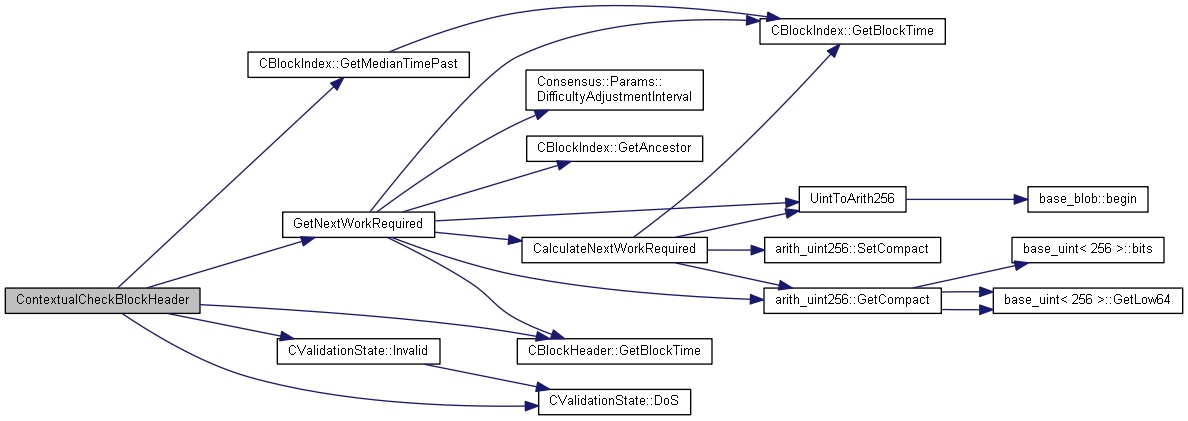 CBlockIndex::GetBlockTime
CBlockIndex::GetMedianTimePast
Consensus::Params::
DifficultyAdjustmentInterval
CBlockIndex::GetAncestor
UintToArith256
base_blob::begin
GetNextWorkRequired
CalculateNextWorkRequired
arith_uint256::SetCompact
base_uint< 256 >::bits
ContextualCheckBlockHeader
arith_uint256::GetCompact
base_uint< 256 >::GetLow64
CValidationState::Invalid
CBlockHeader::GetBlockTime
CValidationState::DoS